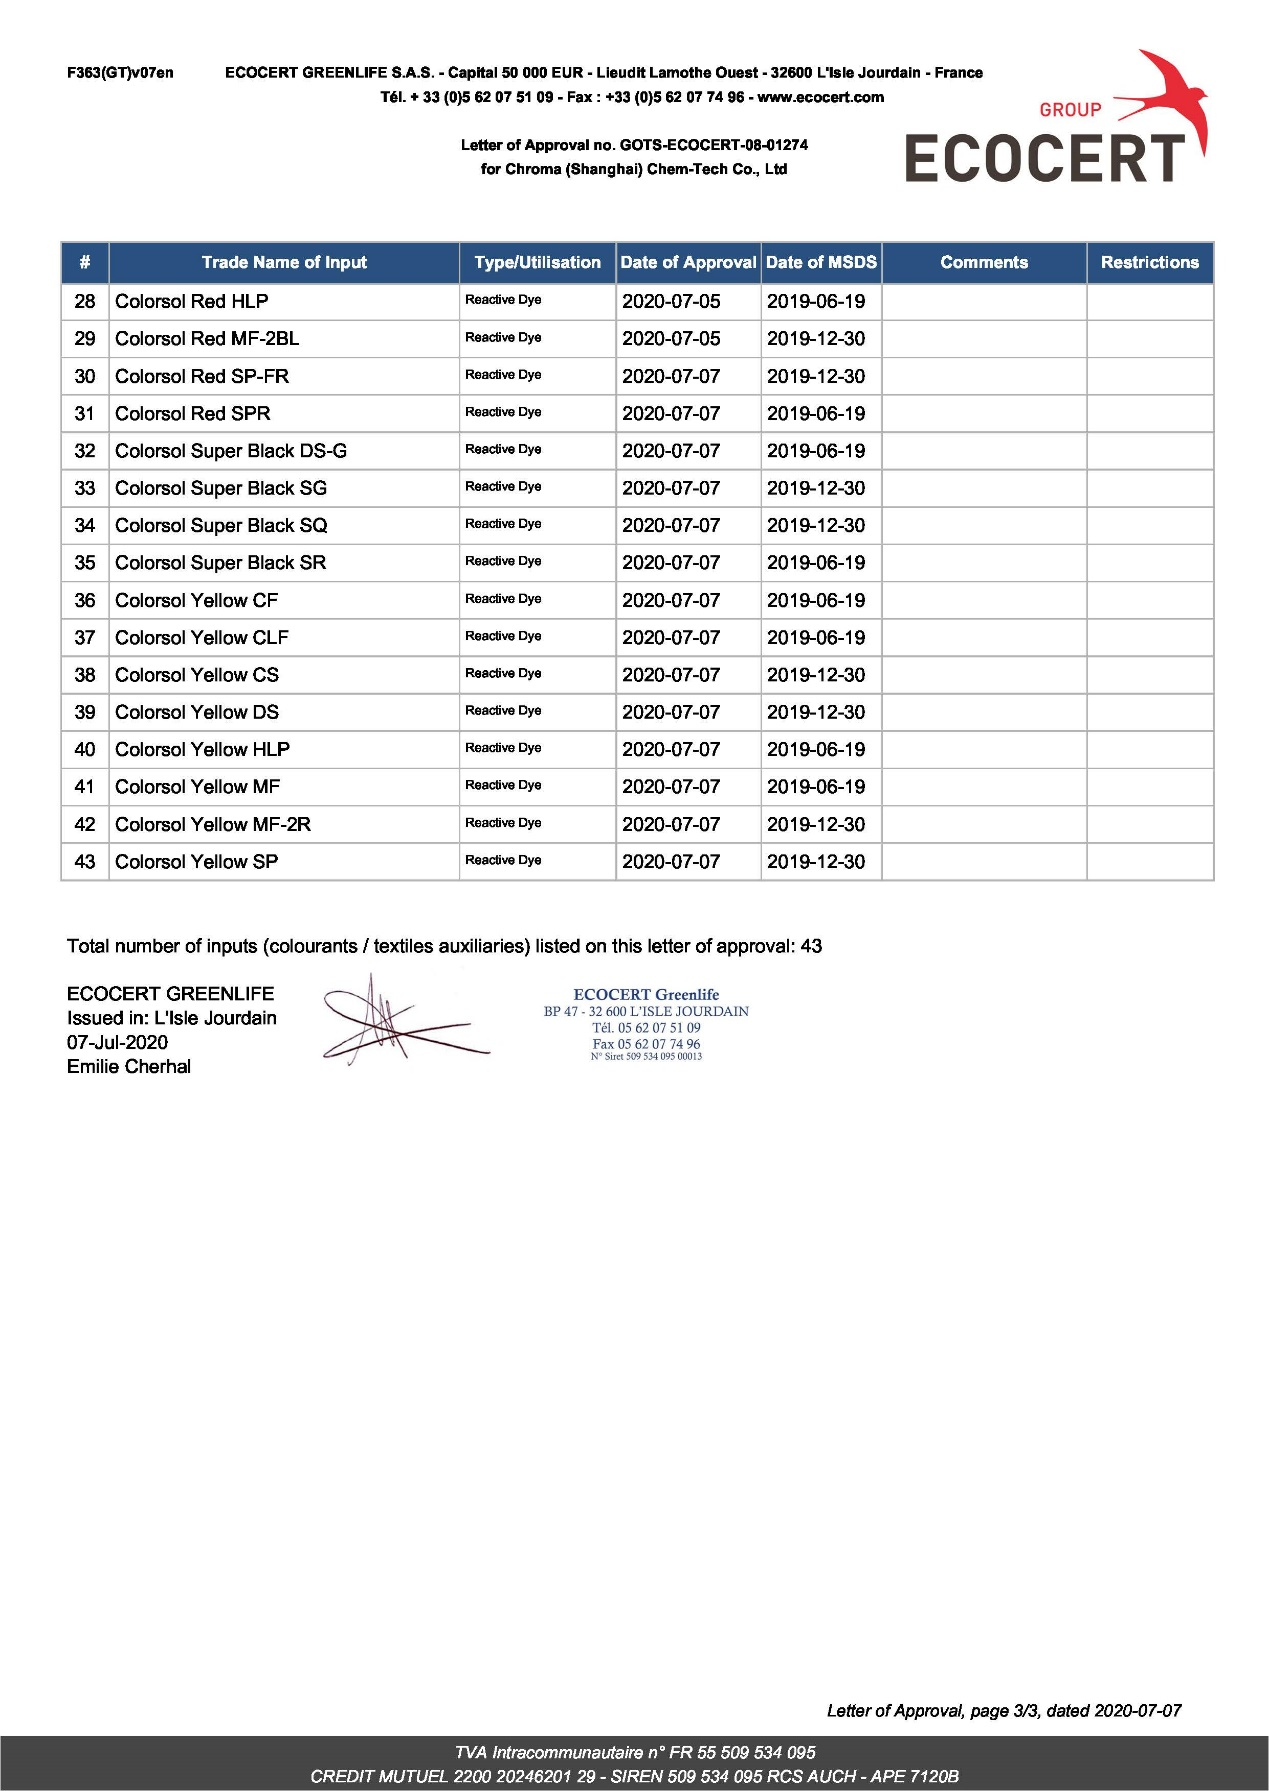 F363(GT)v07en ECOCERT GREENLIFE S.A.S. - Capital 50 000 EUR - Lieudit Lamothe Ouest - 32600 L'Isle Jourdain - France
Tél. + 33 (0)5 62 07 51 09 - Fax : +33 (0)5 62 07 74 96 - www.ecocert.com
GROUP
ECOCERT
Letter of Approval no. GOTS-ECOCERT-08-01274
for Chroma (Shanghai) Chem-Tech Co., Ltd
# Trade Name of Input Type/Utilisation Date of Approval Date of MSDS Comments Restrictions
28 Colorsol Red HLP Reactive Dye 2020-07-05 2019-06-19
29 Colorsol Red MF-2BL Reactive Dye 2020-07-05 2019-12-30
30 Colorsol Red SP-FR Reactive Dye 2020-07-07 2019-12-30
31 Colorsol Red SPR Reactive Dye 2020-07-07 2019-06-19
32 Colorsol Super Black DS-G Reactive Dye 2020-07-07 2019-06-19
33 Colorsol Super Black SG Reactive Dye 2020-07-07 2019-12-30
34 Colorsol Super Black SQ Reactive Dye 2020-07-07 2019-12-30
35 Colorsol Super Black SR Reactive Dye 2020-07-07 2019-06-19
36 Colorsol Yellow CF Reactive Dye 2020-07-07 2019-06-19
37 Colorsol Yellow CLF Reactive Dye 2020-07-07 2019-06-19
38 Colorsol Yellow CS Reactive Dye 2020-07-07 2019-12-30
39 Colorsol Yellow DS Reactive Dye 2020-07-07 2019-12-30
40 Colorsol Yellow HLP Reactive Dye 2020-07-07 2019-06-19
41 Colorsol Yellow MF Reactive Dye 2020-07-07 2019-06-19
42 Colorsol Yellow MF-2R Reactive Dye 2020-07-07 2019-12-30
43 Colorsol Yellow SP Reactive Dye 2020-07-07 2019-12-30
Total number of inputs (colourants / textiles auxiliaries) listed on this letter of approval: 43
ECOCERT GREENLIFE
Issued in: L'Isle Jourdain
07-Jul-2020
Emilie Cherhal
ECOCERT Greenlife
BP 47 - 32 600 L'ISLE JOURDAIN
Tél. 05 62 07 51 09
Fax 05 62 07 74 96
N° Siret 509 534 095 00013
Letter of Approval, page 3/3, dated 2020-07-07
TVA Intracommunautaire n° FR 55 509 534 095
CREDIT MUTUEL 2200 20246201 29 - SIREN 509 534 095 RCS AUCH - APE 7120B